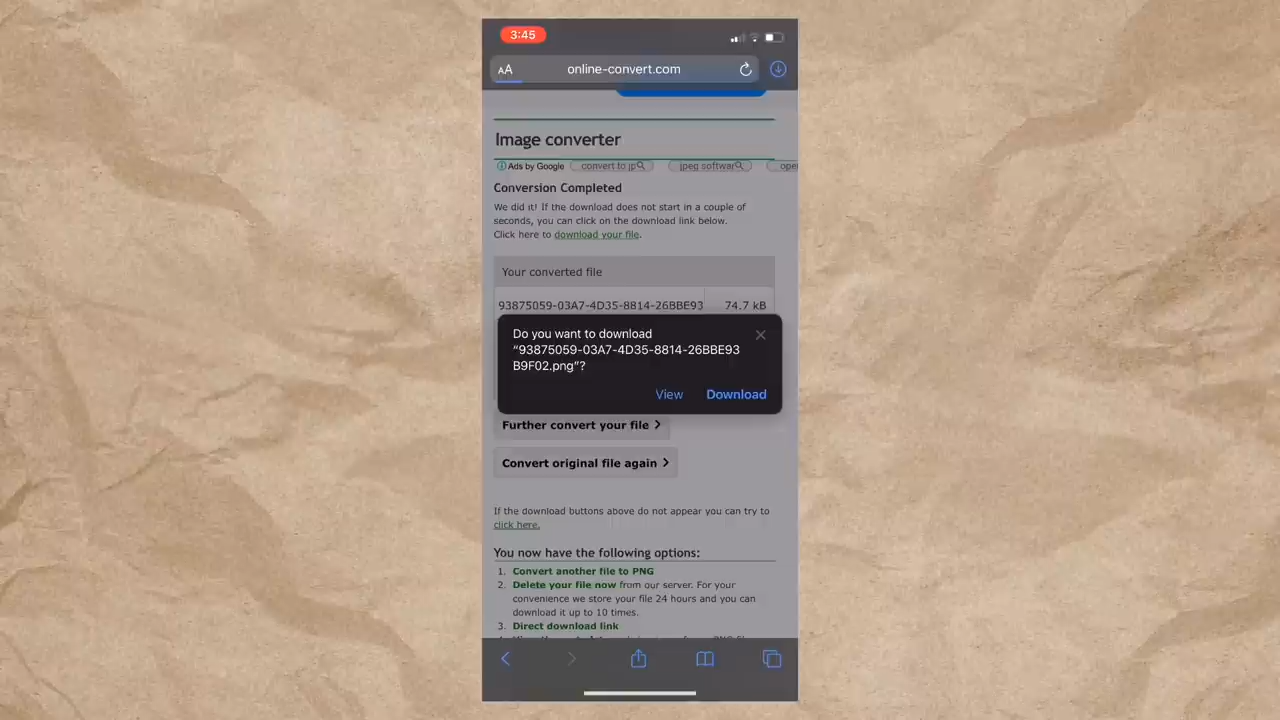 3:45
AA
online-convert.com
Image converter
Ads by Google
convert to jp
jpeg softwar
oper
Conversion Completed
We did it! If the download does not start in a couple of
seconds, you can click on the download link below.
Click here to download your file.
Your converted file
93875059-03A7-4D35-8814-26BBE93
74.7 kB
Do you want to download
“93875059-03A7-4D35-8814-26BBE93
B9F02.png”?
View
Download
Further convert your file
Convert original file again
If the download buttons above do not appear you can try to
click here.
You now have the following options:
1. Convert another file to PNG
2. Delete your file now from our server. For your
convenience we store your file 24 hours and you can
download it up to 10 times.
3. Direct download link